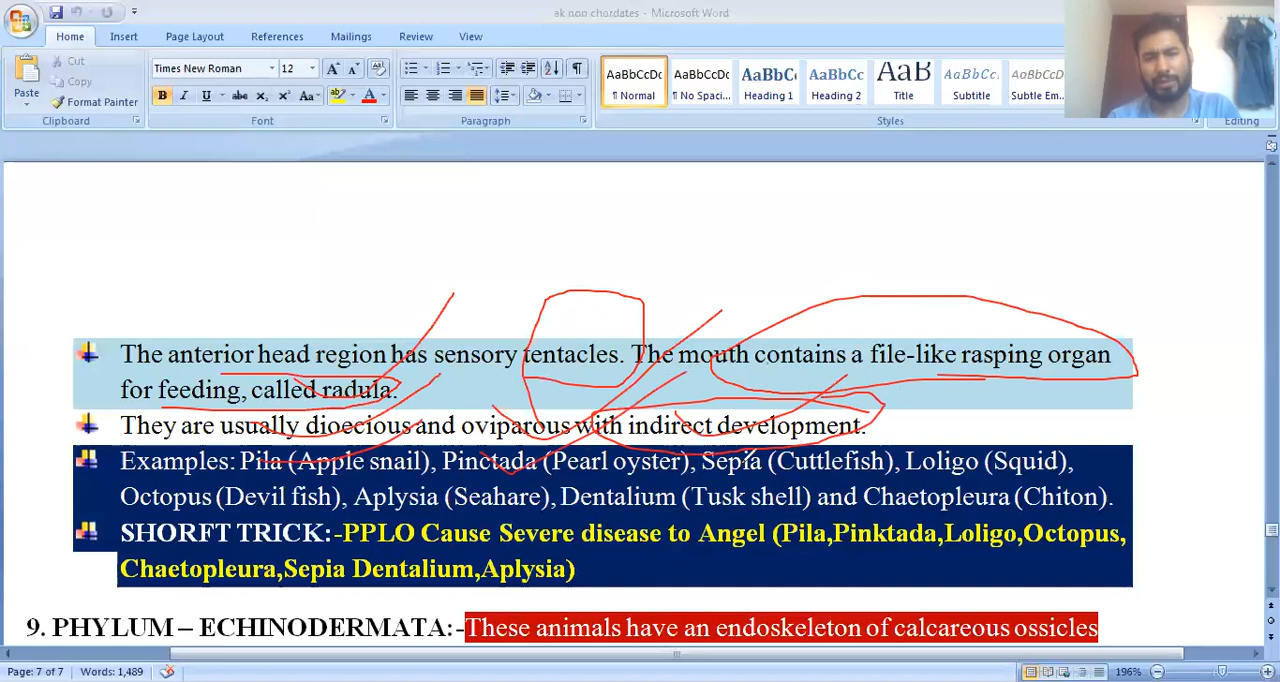 ak non chordates - Microsoft Word
Home Insert Page Layout References Mailings Review View
Paste Cut Copy Format Painter
Times New Roman 12
AaBbCcDc AaBbCcDc AaBbC AaBbCc AaB AaBbCc. AaBbCcDc
¶ Normal ¶ No Spaci... Heading 1 Heading 2 Title Subtitle Subtle Em...
Clipboard Font Paragraph Styles Editing
The anterior head region has sensory tentacles. The mouth contains a file-like rasping organ
for feeding, called radula.
They are usually dioecious and oviparous with indirect development.
Examples: Pila (Apple snail), Pinctada (Pearl oyster), Sepia (Cuttlefish), Loligo (Squid),
Octopus (Devil fish), Aplysia (Seahare), Dentalium (Tusk shell) and Chaetopleura (Chiton).
SHORFT TRICK:-PPLO Cause Severe disease to Angel (Pila,Pinktada,Loligo,Octopus,
Chaetopleura,Sepia Dentalium,Aplysia)
9. PHYLUM – ECHINODERMATA:-These animals have an endoskeleton of calcareous ossicles
Page: 7 of 7 Words: 1,489 196%